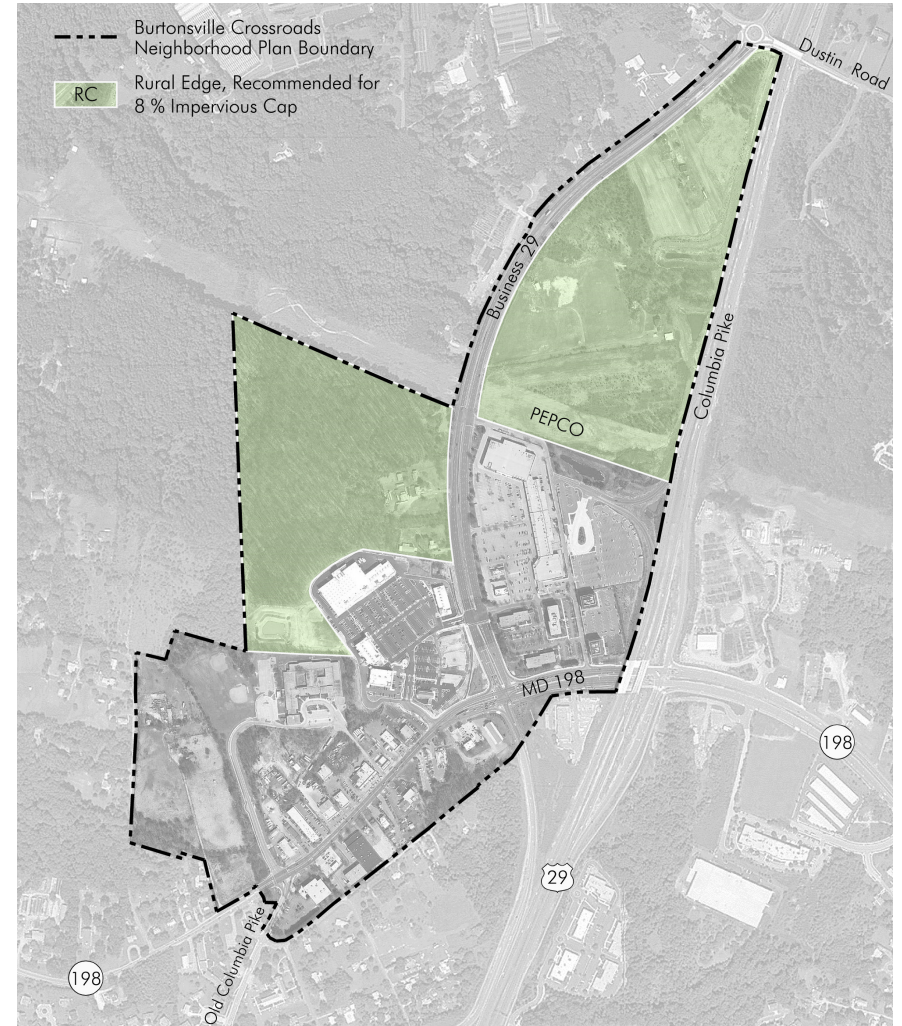 Burtonsville Crossroads
Neighborhood Plan Boundary
RC
Rural Edge, Recommended for
8 % Impervious Cap
Dustin Road
Business 29
Columbia Pike
PEPCO
MD 198
198
29
Old Columbia Pike
198